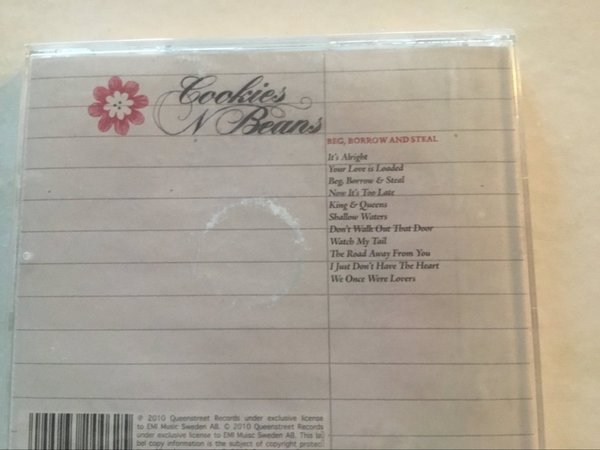 Cookies
N Beans
BEG, BORROW AND STEAL
It's Alright
Your Love is Loaded
Beg, Borrow & Steal
Now It's Too Late
King & Queens
Shallow Waters
Don't Walk Out That Door
Watch My Tail
The Road Away From You
I Just Don't Have The Heart
We Once Were Lovers
℗ 2010 Queenstreet Records under exclusive license
to EMI Music Sweden AB. © 2010 Queenstreet Records
under exclusive license to EMI Music Sweden AB. This la
bel copy information is the subject of copyright protec